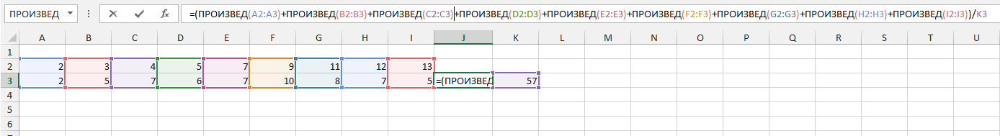 ПРОИЗВЕД =(ПРОИЗВЕД(A2:A3)+ПРОИЗВЕД(B2:B3)+ПРОИЗВЕД(C2:C3)+ПРОИЗВЕД(D2:D3)+ПРОИЗВЕД(E2:E3)+ПРОИЗВЕД(F2:F3)+ПРОИЗВЕД(G2:G3)+ПРОИЗВЕД(H2:H3)+ПРОИЗВЕД(I2:I3))/K3
A B C D E F G H I J K L M N O P Q R S T U
1
2 2 3 4 5 7 9 11 12 13
3 2 5 7 6 7 10 8 7 5 =(ПРОИЗВЕД 57
4
5
6